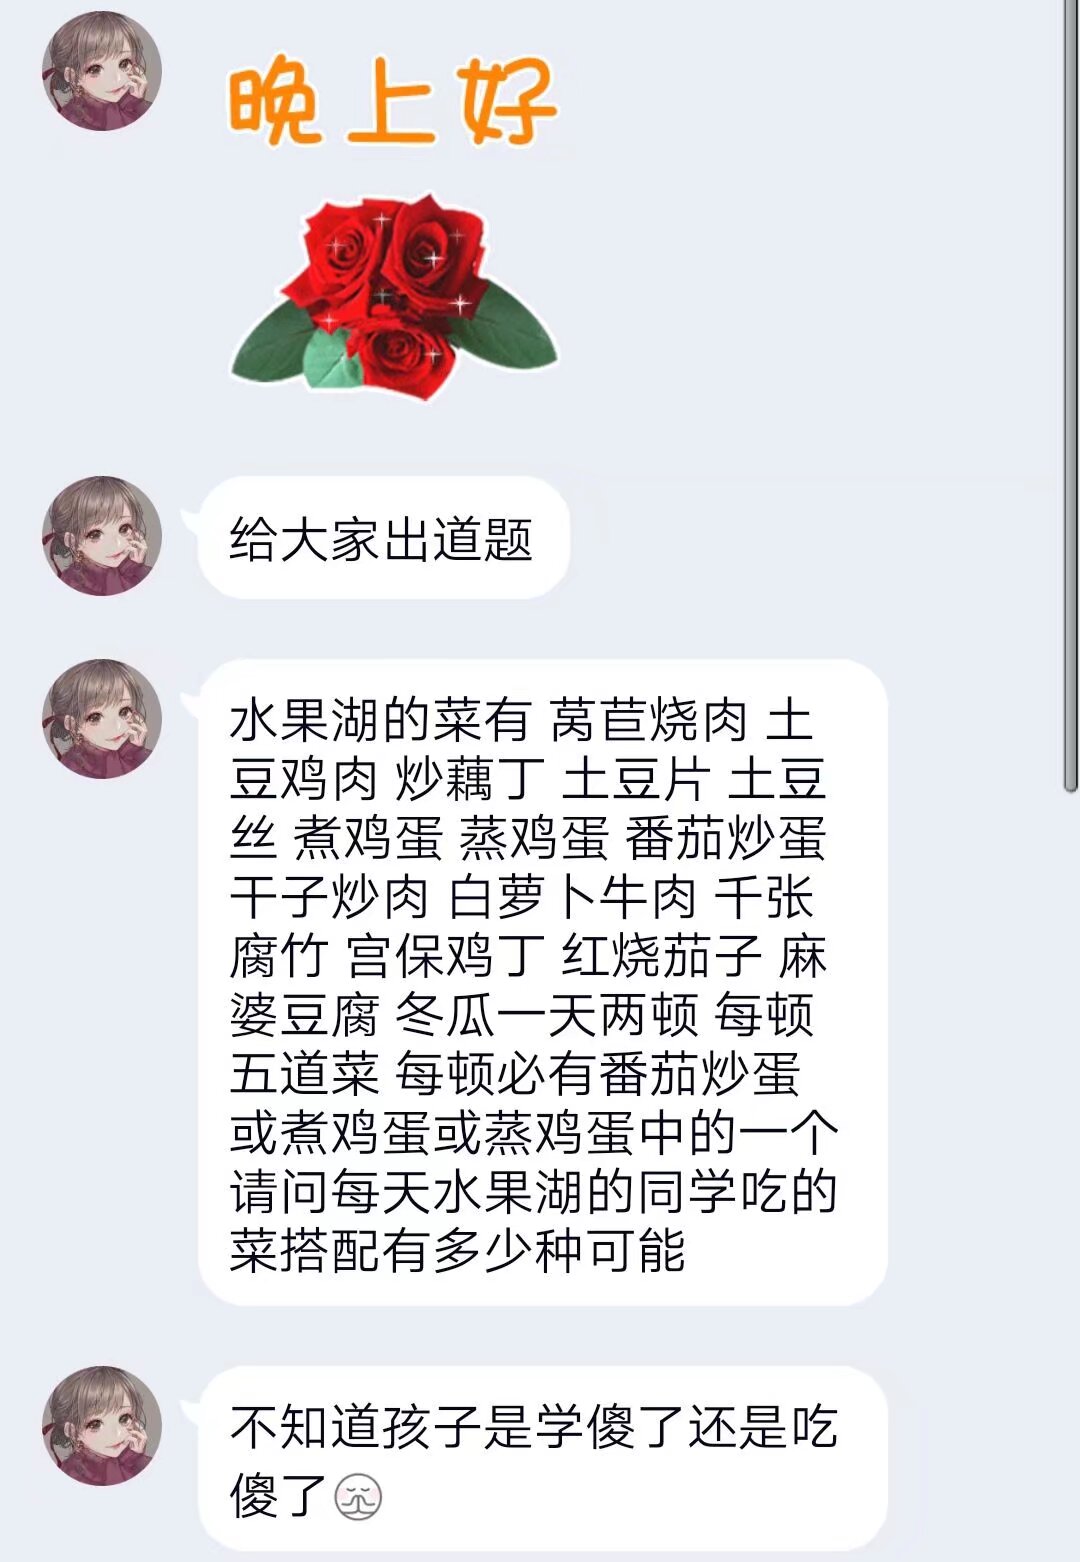 晚上好
给大家出道题
水果湖的菜有 莴苣烧肉 土
豆鸡肉 炒藕丁 土豆片 土豆
丝 煮鸡蛋 蒸鸡蛋 番茄炒蛋
干子炒肉 白萝卜牛肉 千张
腐竹 宫保鸡丁 红烧茄子 麻
婆豆腐 冬瓜一天两顿 每顿
五道菜 每顿必有番茄炒蛋
或煮鸡蛋或蒸鸡蛋中的一个
请问每天水果湖的同学吃的
菜搭配有多少种可能
不知道孩子是学傻了还是吃
傻了